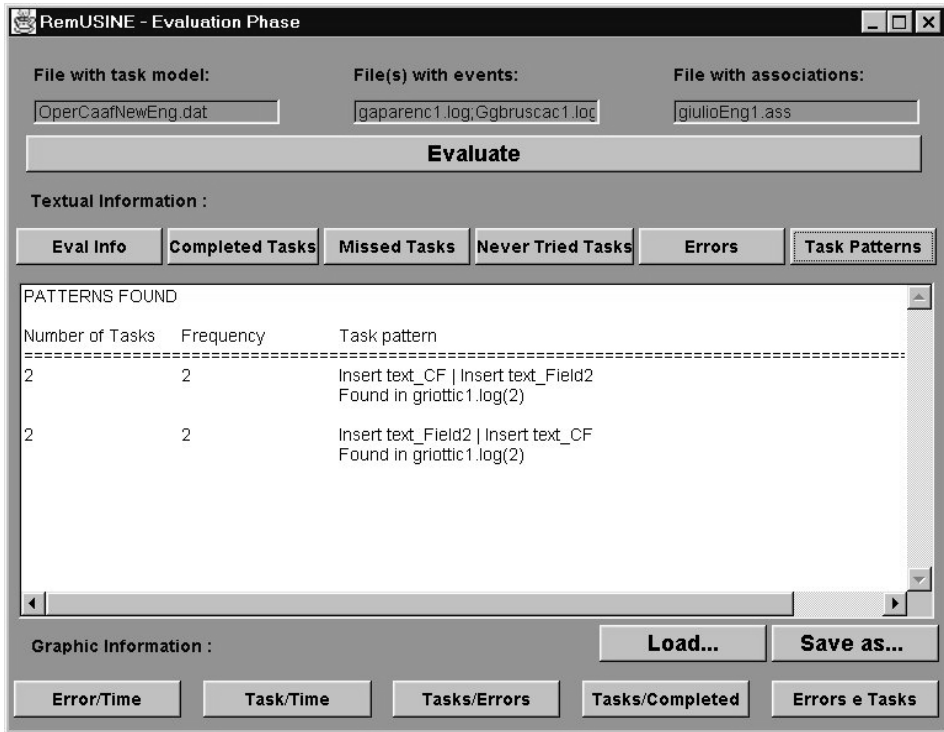 RemUSINE - Evaluation Phase
File with task model: File(s) with events: File with associations:
OperCaafNewEng.dat gaparenc1.log;Ggbruscac1.log giulioEng1.ass
Evaluate
Textual Information :
Eval Info Completed Tasks Missed Tasks Never Tried Tasks Errors Task Patterns
PATTERNS FOUND
Number of Tasks Frequency Task pattern
================================================================================
2 2 Insert text_CF | Insert text_Field2
Found in griottic1.log(2)
2 2 Insert text_Field2 | Insert text_CF
Found in griottic1.log(2)
Graphic Information :
Load... Save as...
Error/Time Task/Time Tasks/Errors Tasks/Completed Errors e Tasks